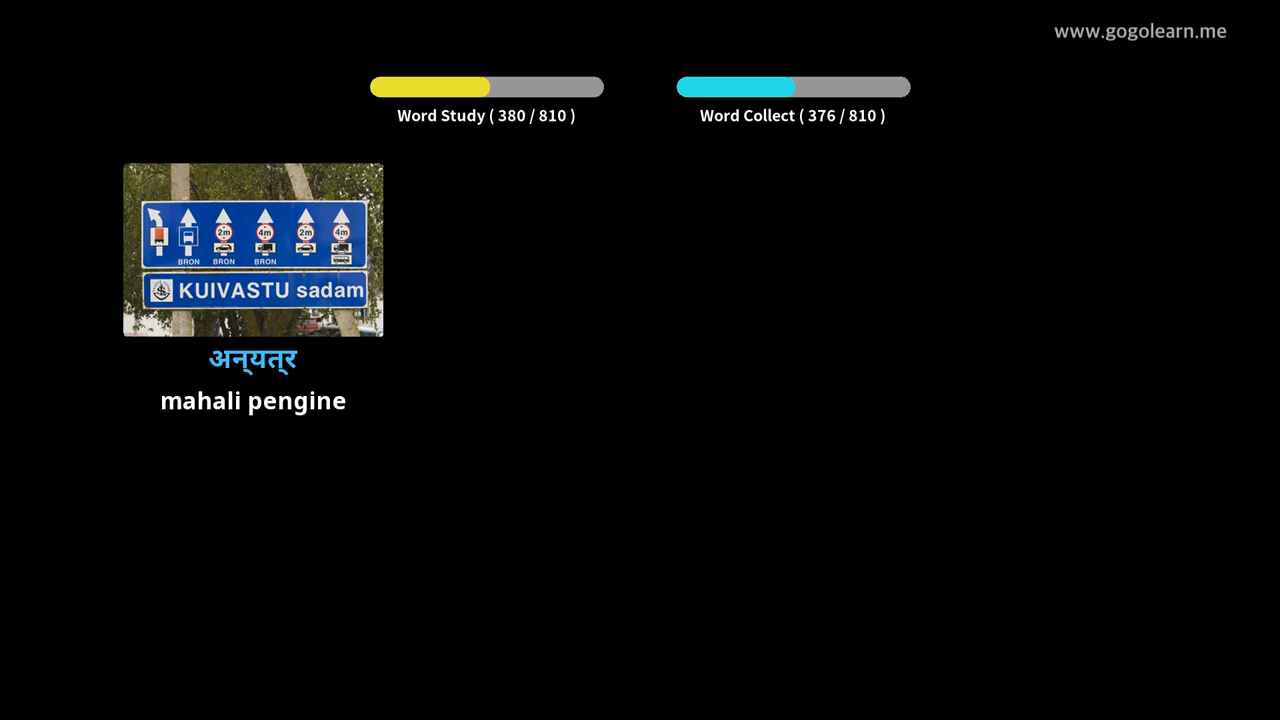 www.gogolearn.me
Word Study ( 380 / 810 )
Word Collect ( 376 / 810 )
2m 4m 2m 4m
BRON BRON BRON
KUIVASTU sadam
अन्‌यत्‌र
mahali pengine